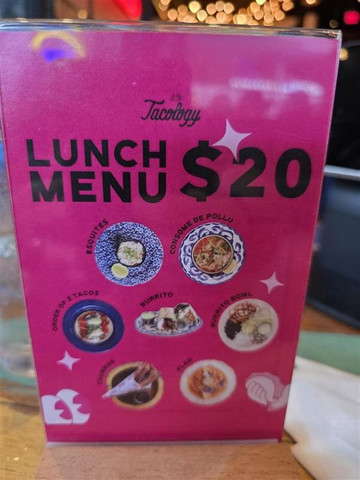 Tacology
LUNCH
MENU
$20
ESQUITES
CONSOME DE POLLO
ORDER OF 2 TACOS
BURRITO
BURRITO BOWL
CHURROS
FLAN